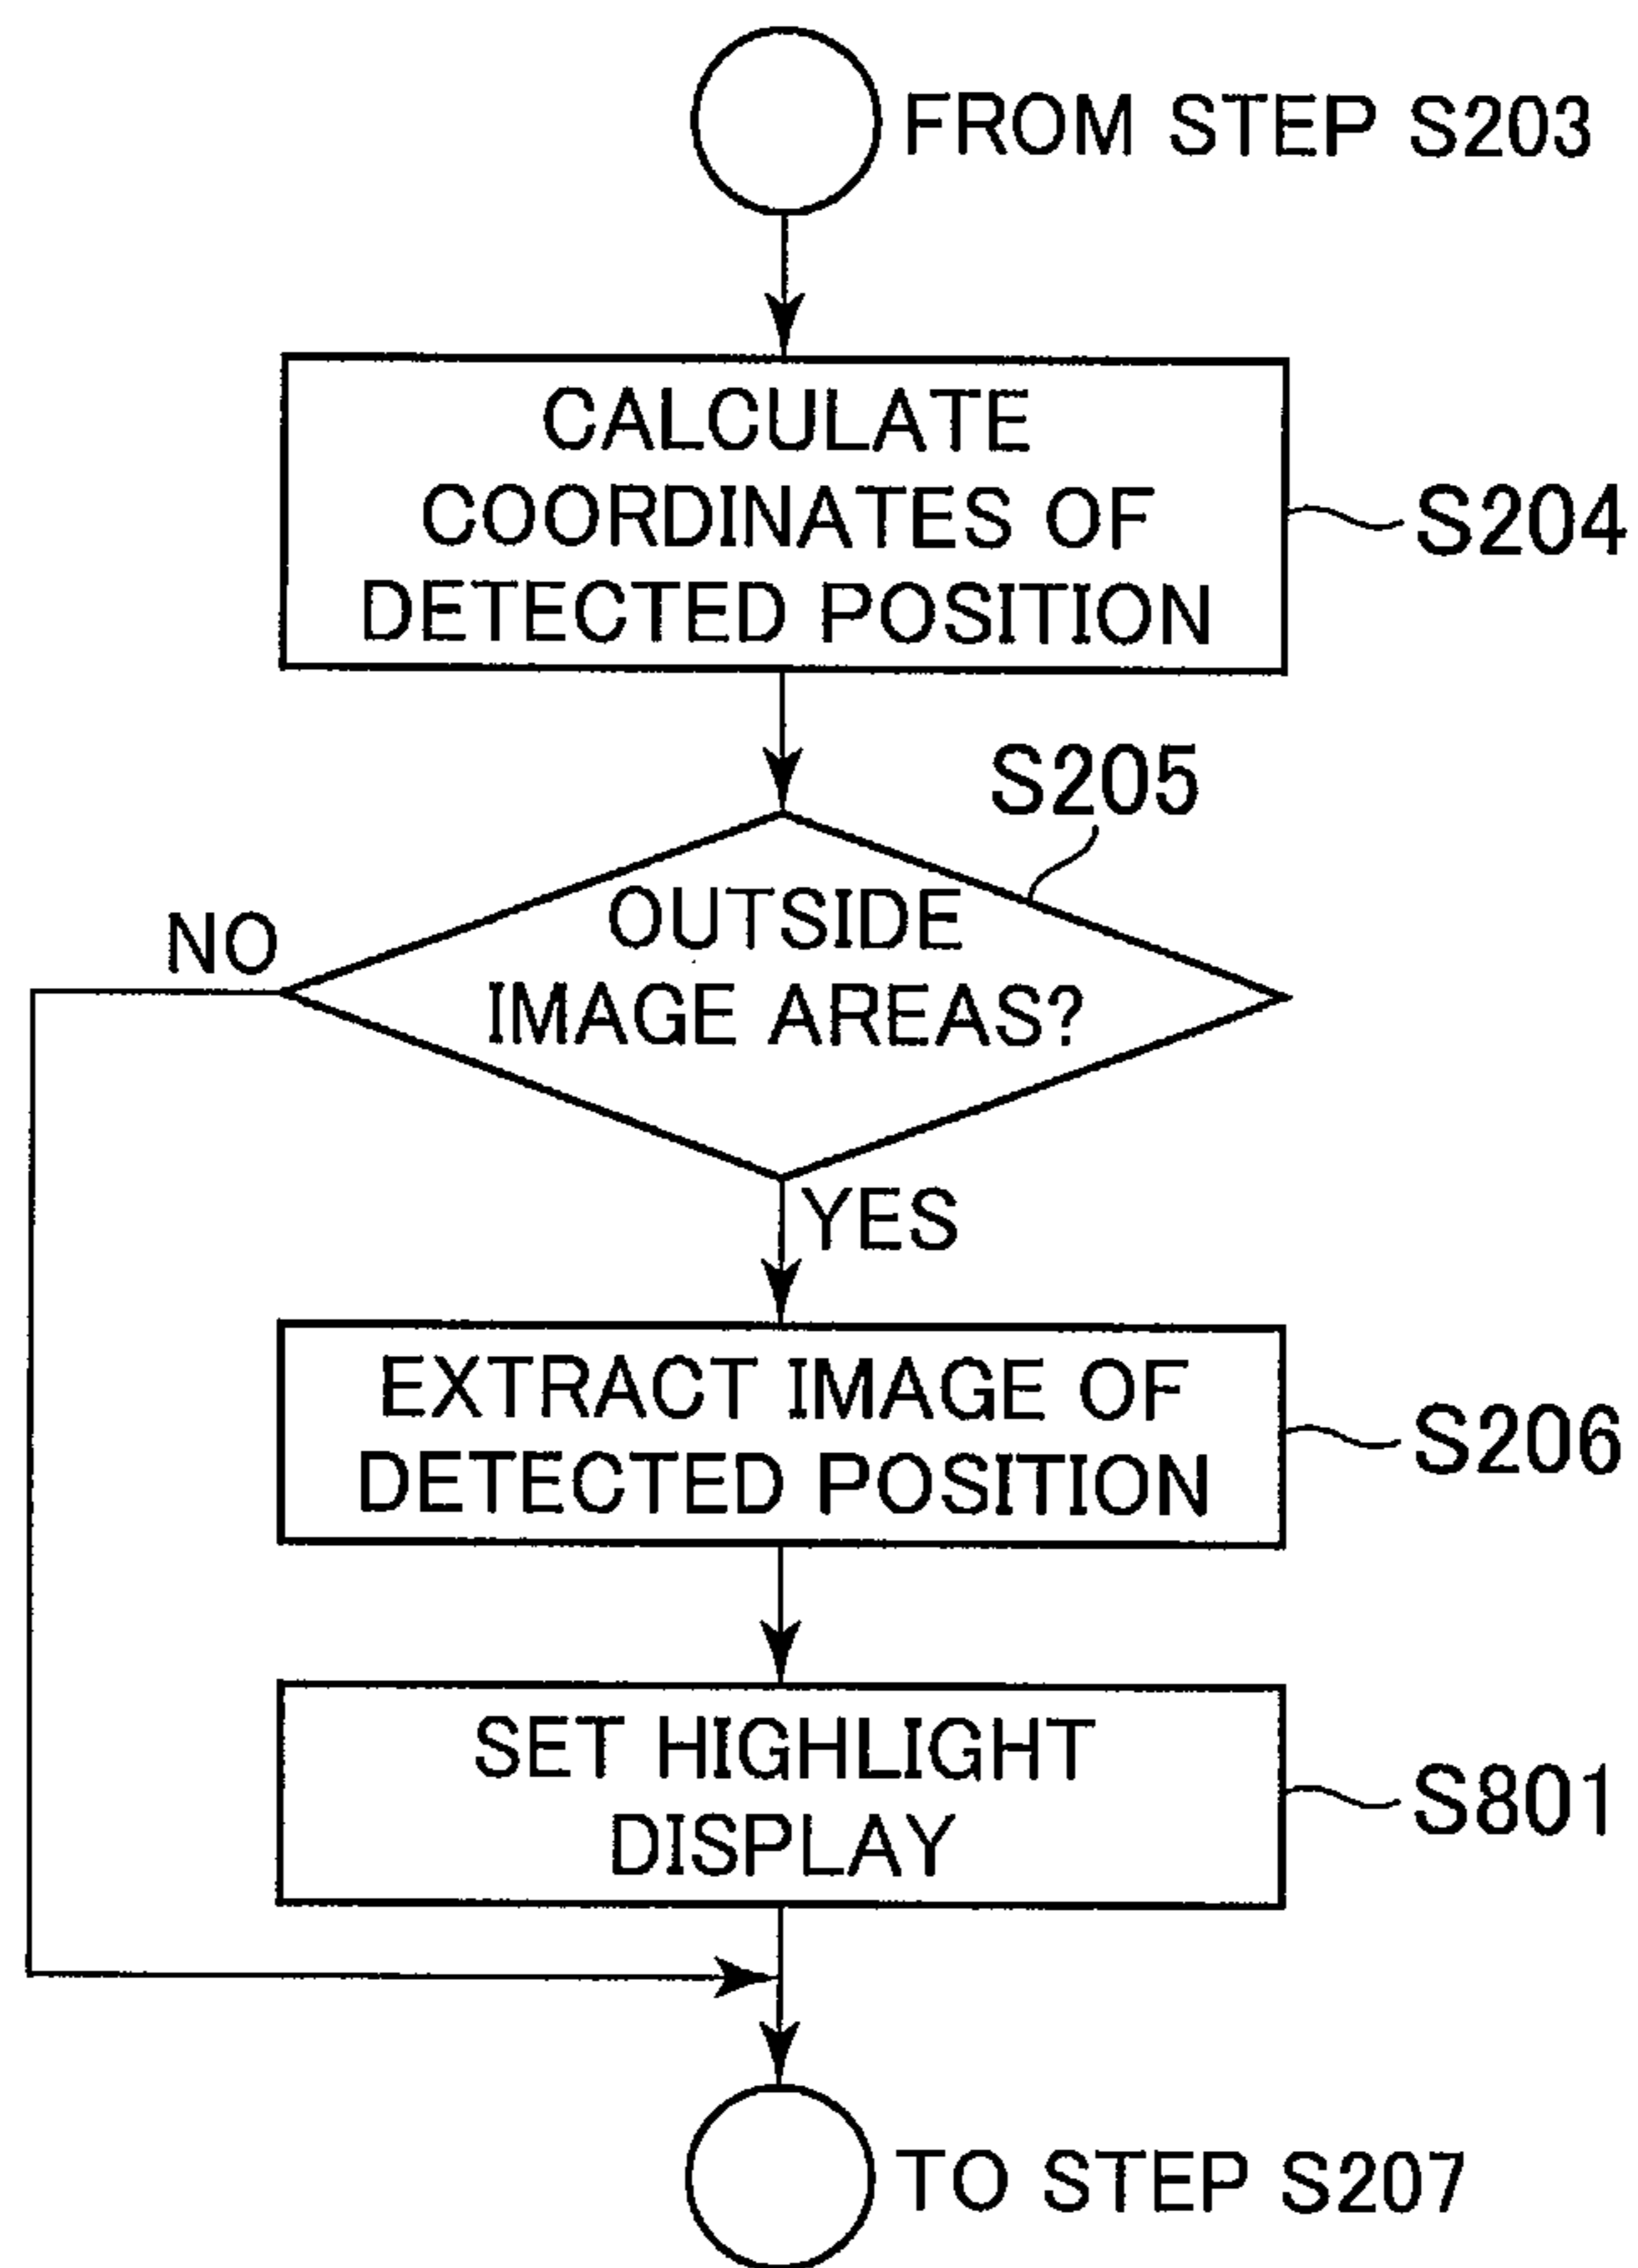 FROM STEP S203
CALCULATE
COORDINATES OF
DETECTED POSITION
S204
S205
NO
OUTSIDE
IMAGE AREAS?
YES
EXTRACT IMAGE OF
DETECTED POSITION
S206
SET HIGHLIGHT
DISPLAY
S801
TO STEP S207